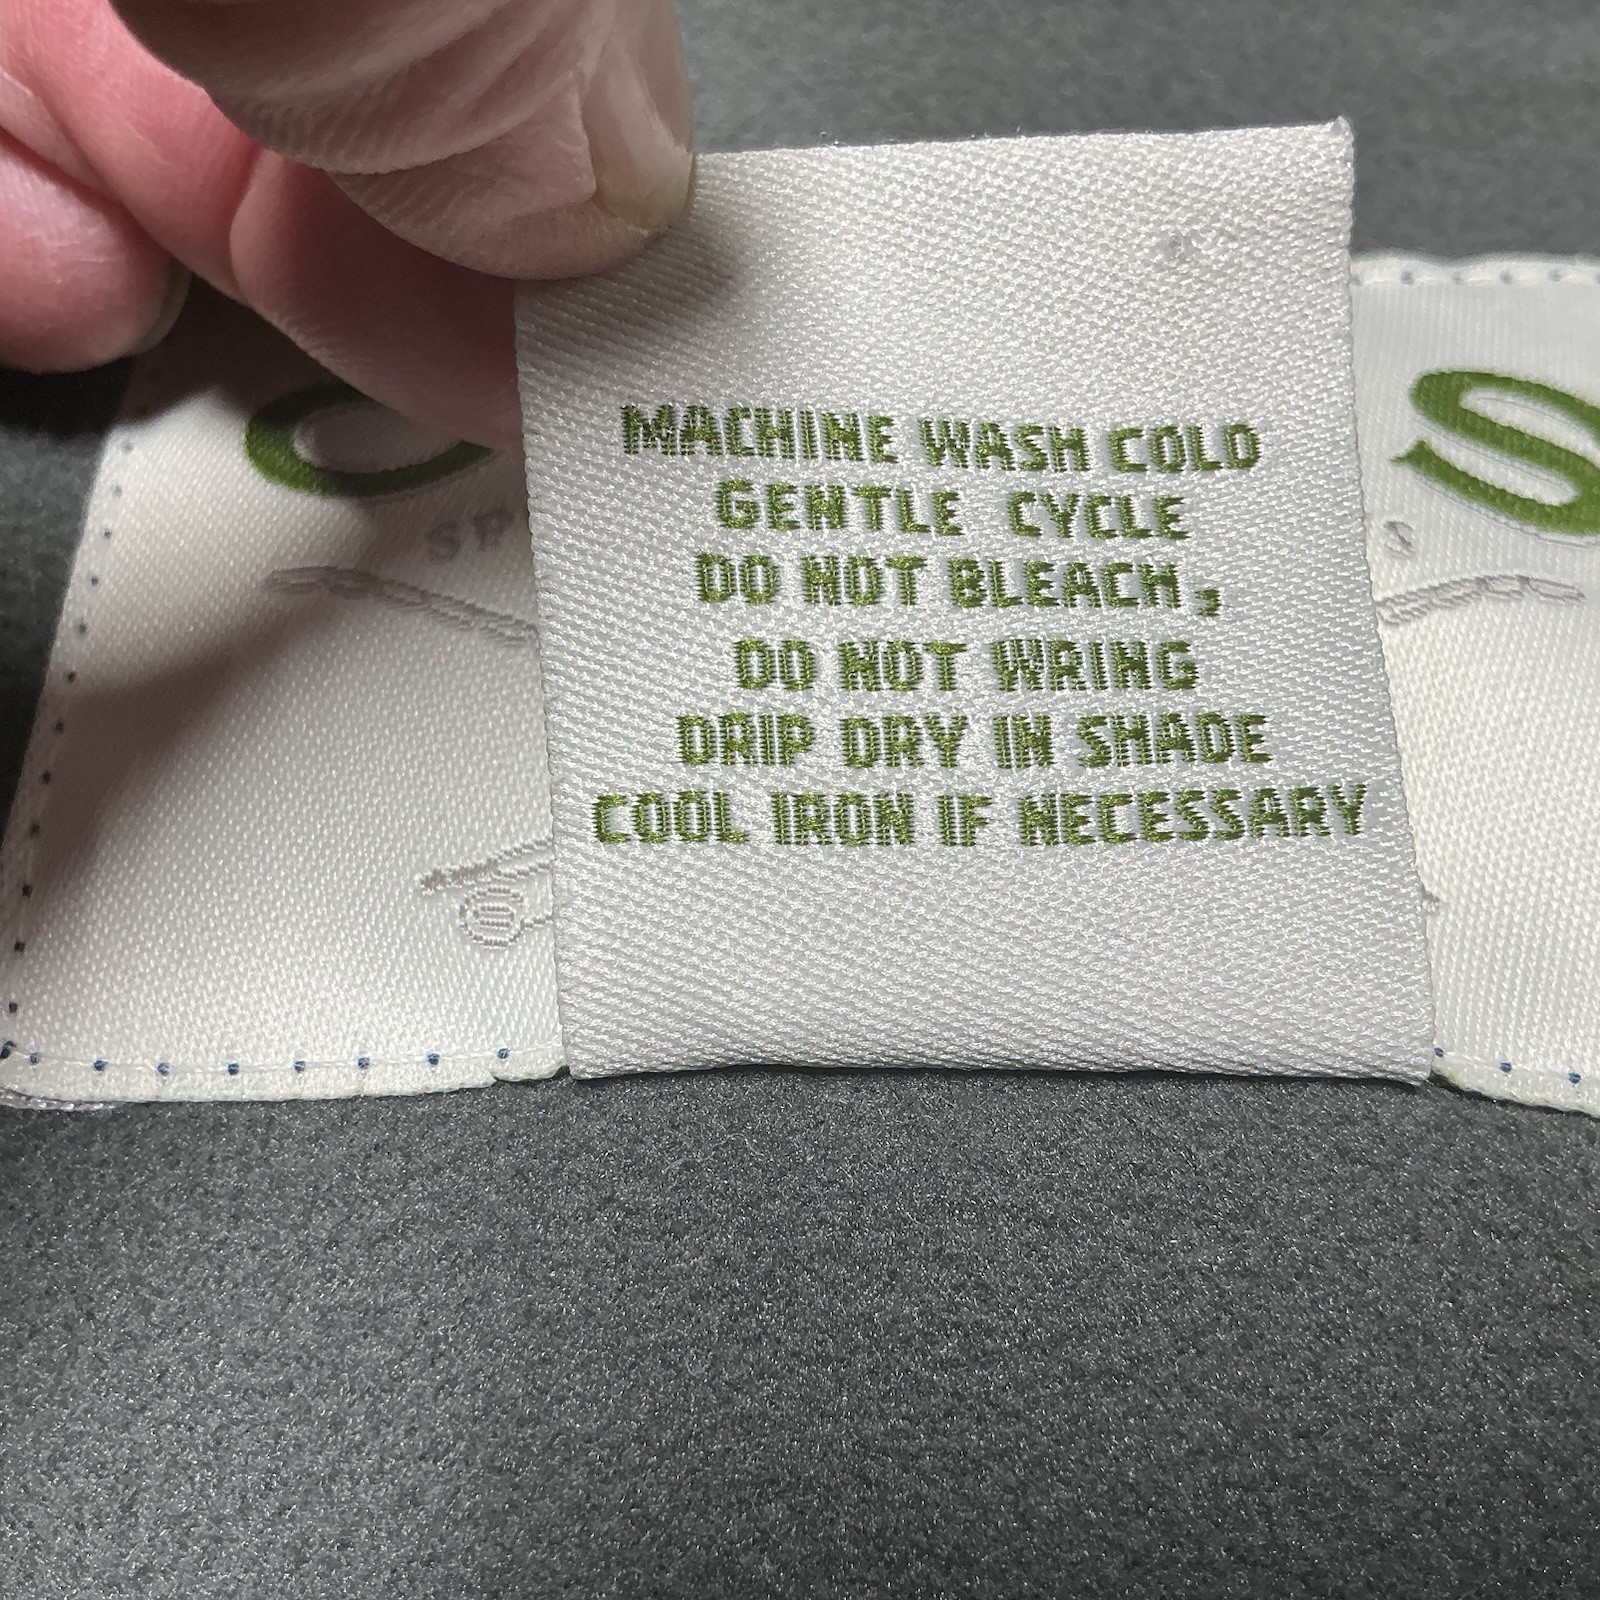 MACHINE WASH COLD
GENTLE CYCLE
DO NOT BLEACH,
DO NOT WRING
DRIP DRY IN SHADE
COOL IRON IF NECESSARY